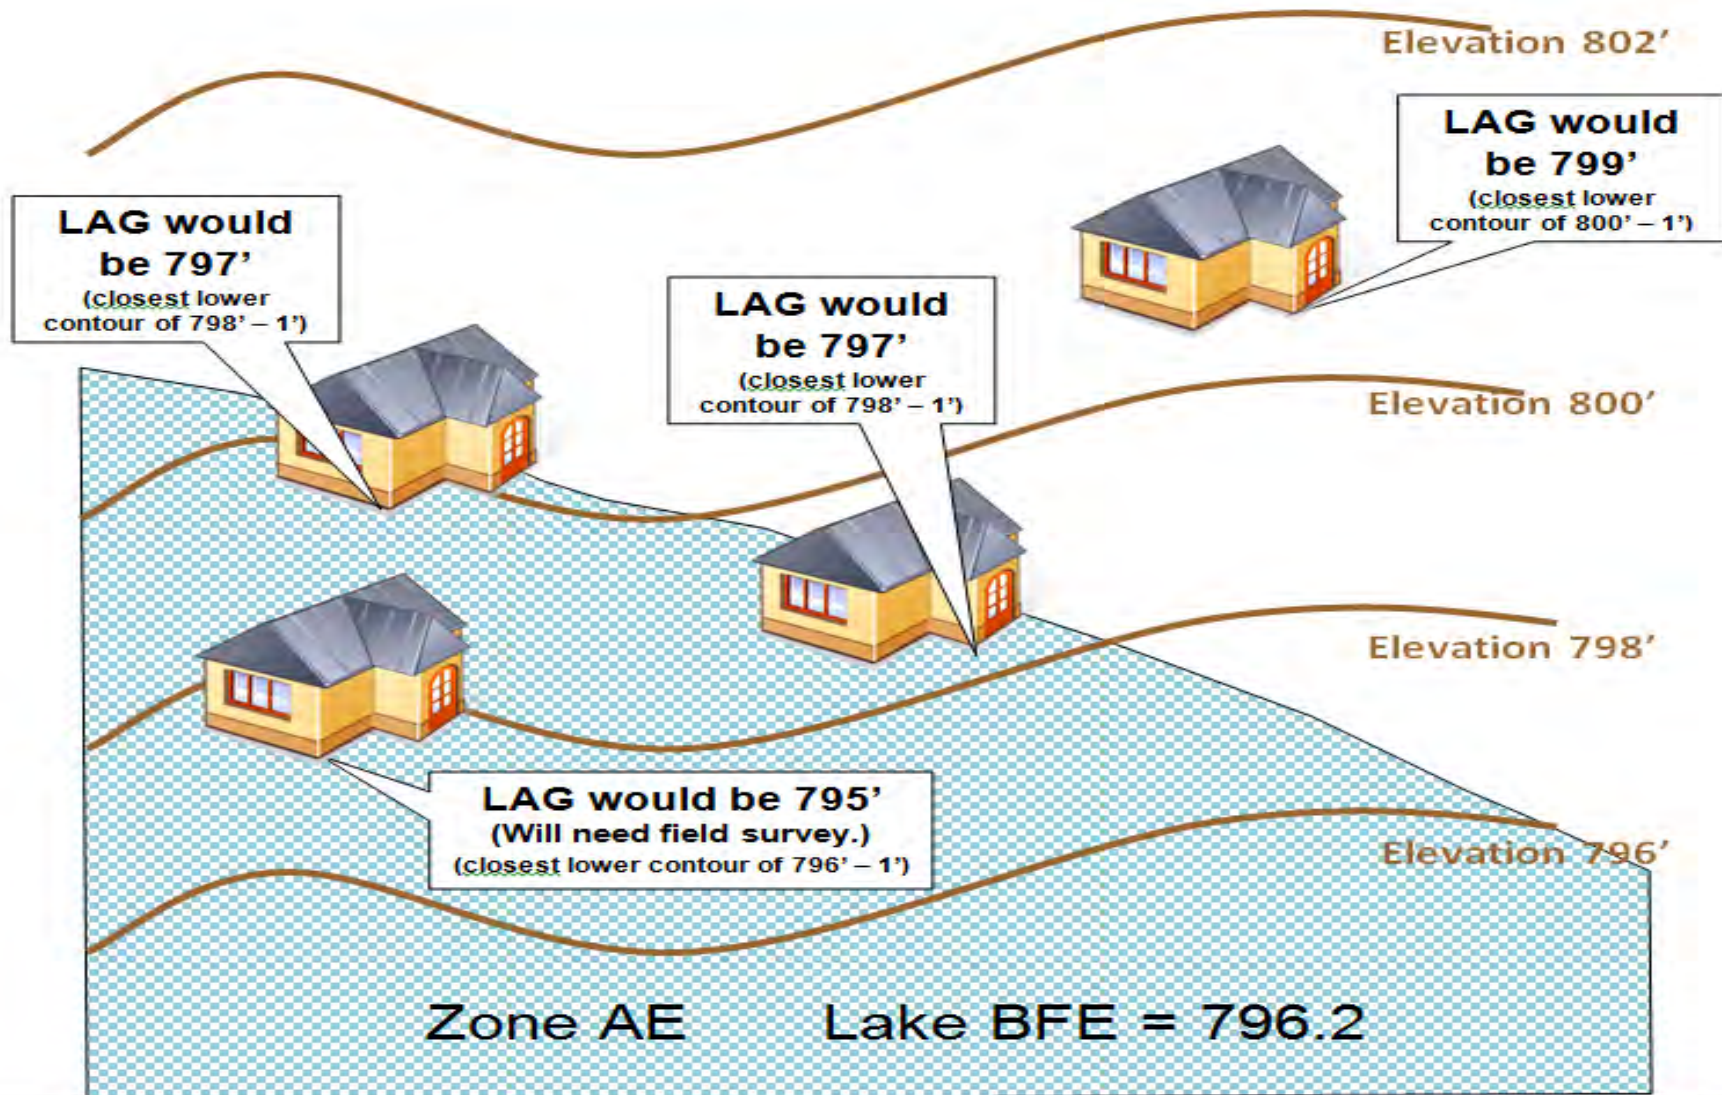 Elevation 802’
LAG would
be 799’
(closest lower
contour of 800’ – 1’)
LAG would
be 797’
(closest lower
contour of 798’ – 1’)
LAG would
be 797’
(closest lower
contour of 798’ – 1’)
Elevation 800’
Elevation 798’
LAG would be 795’
(Will need field survey.)
(closest lower contour of 796’ – 1’)
Elevation 796’
Zone AE Lake BFE = 796.2